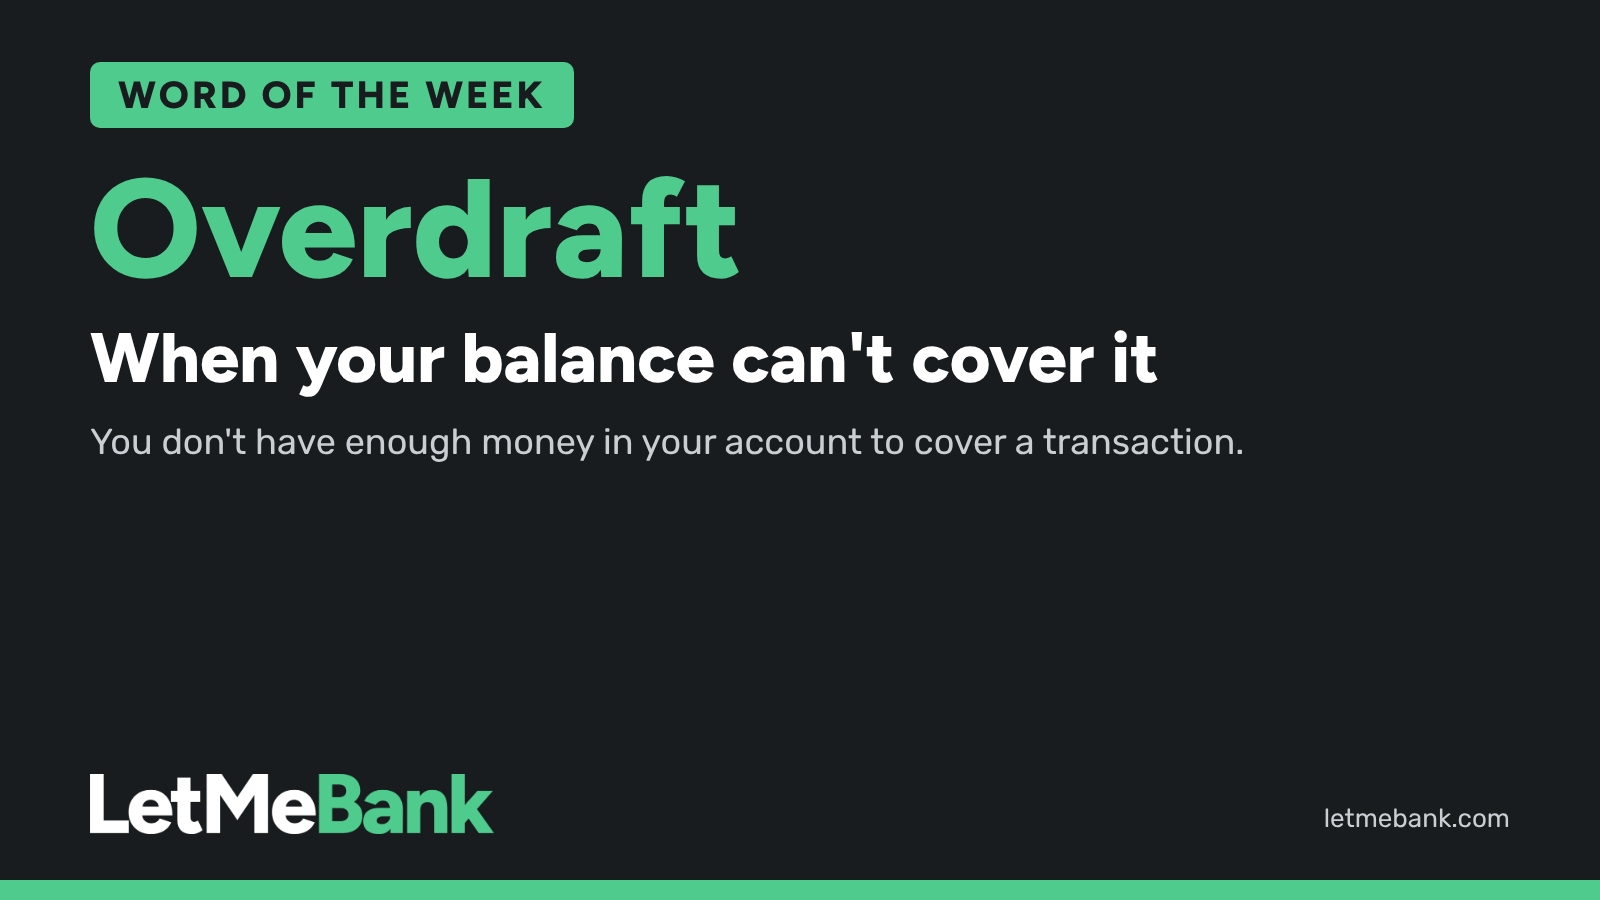 WORD OF THE WEEK
Overdraft
When your balance can't cover it
You don't have enough money in your account to cover a transaction.
LetMeBank
letmebank.com